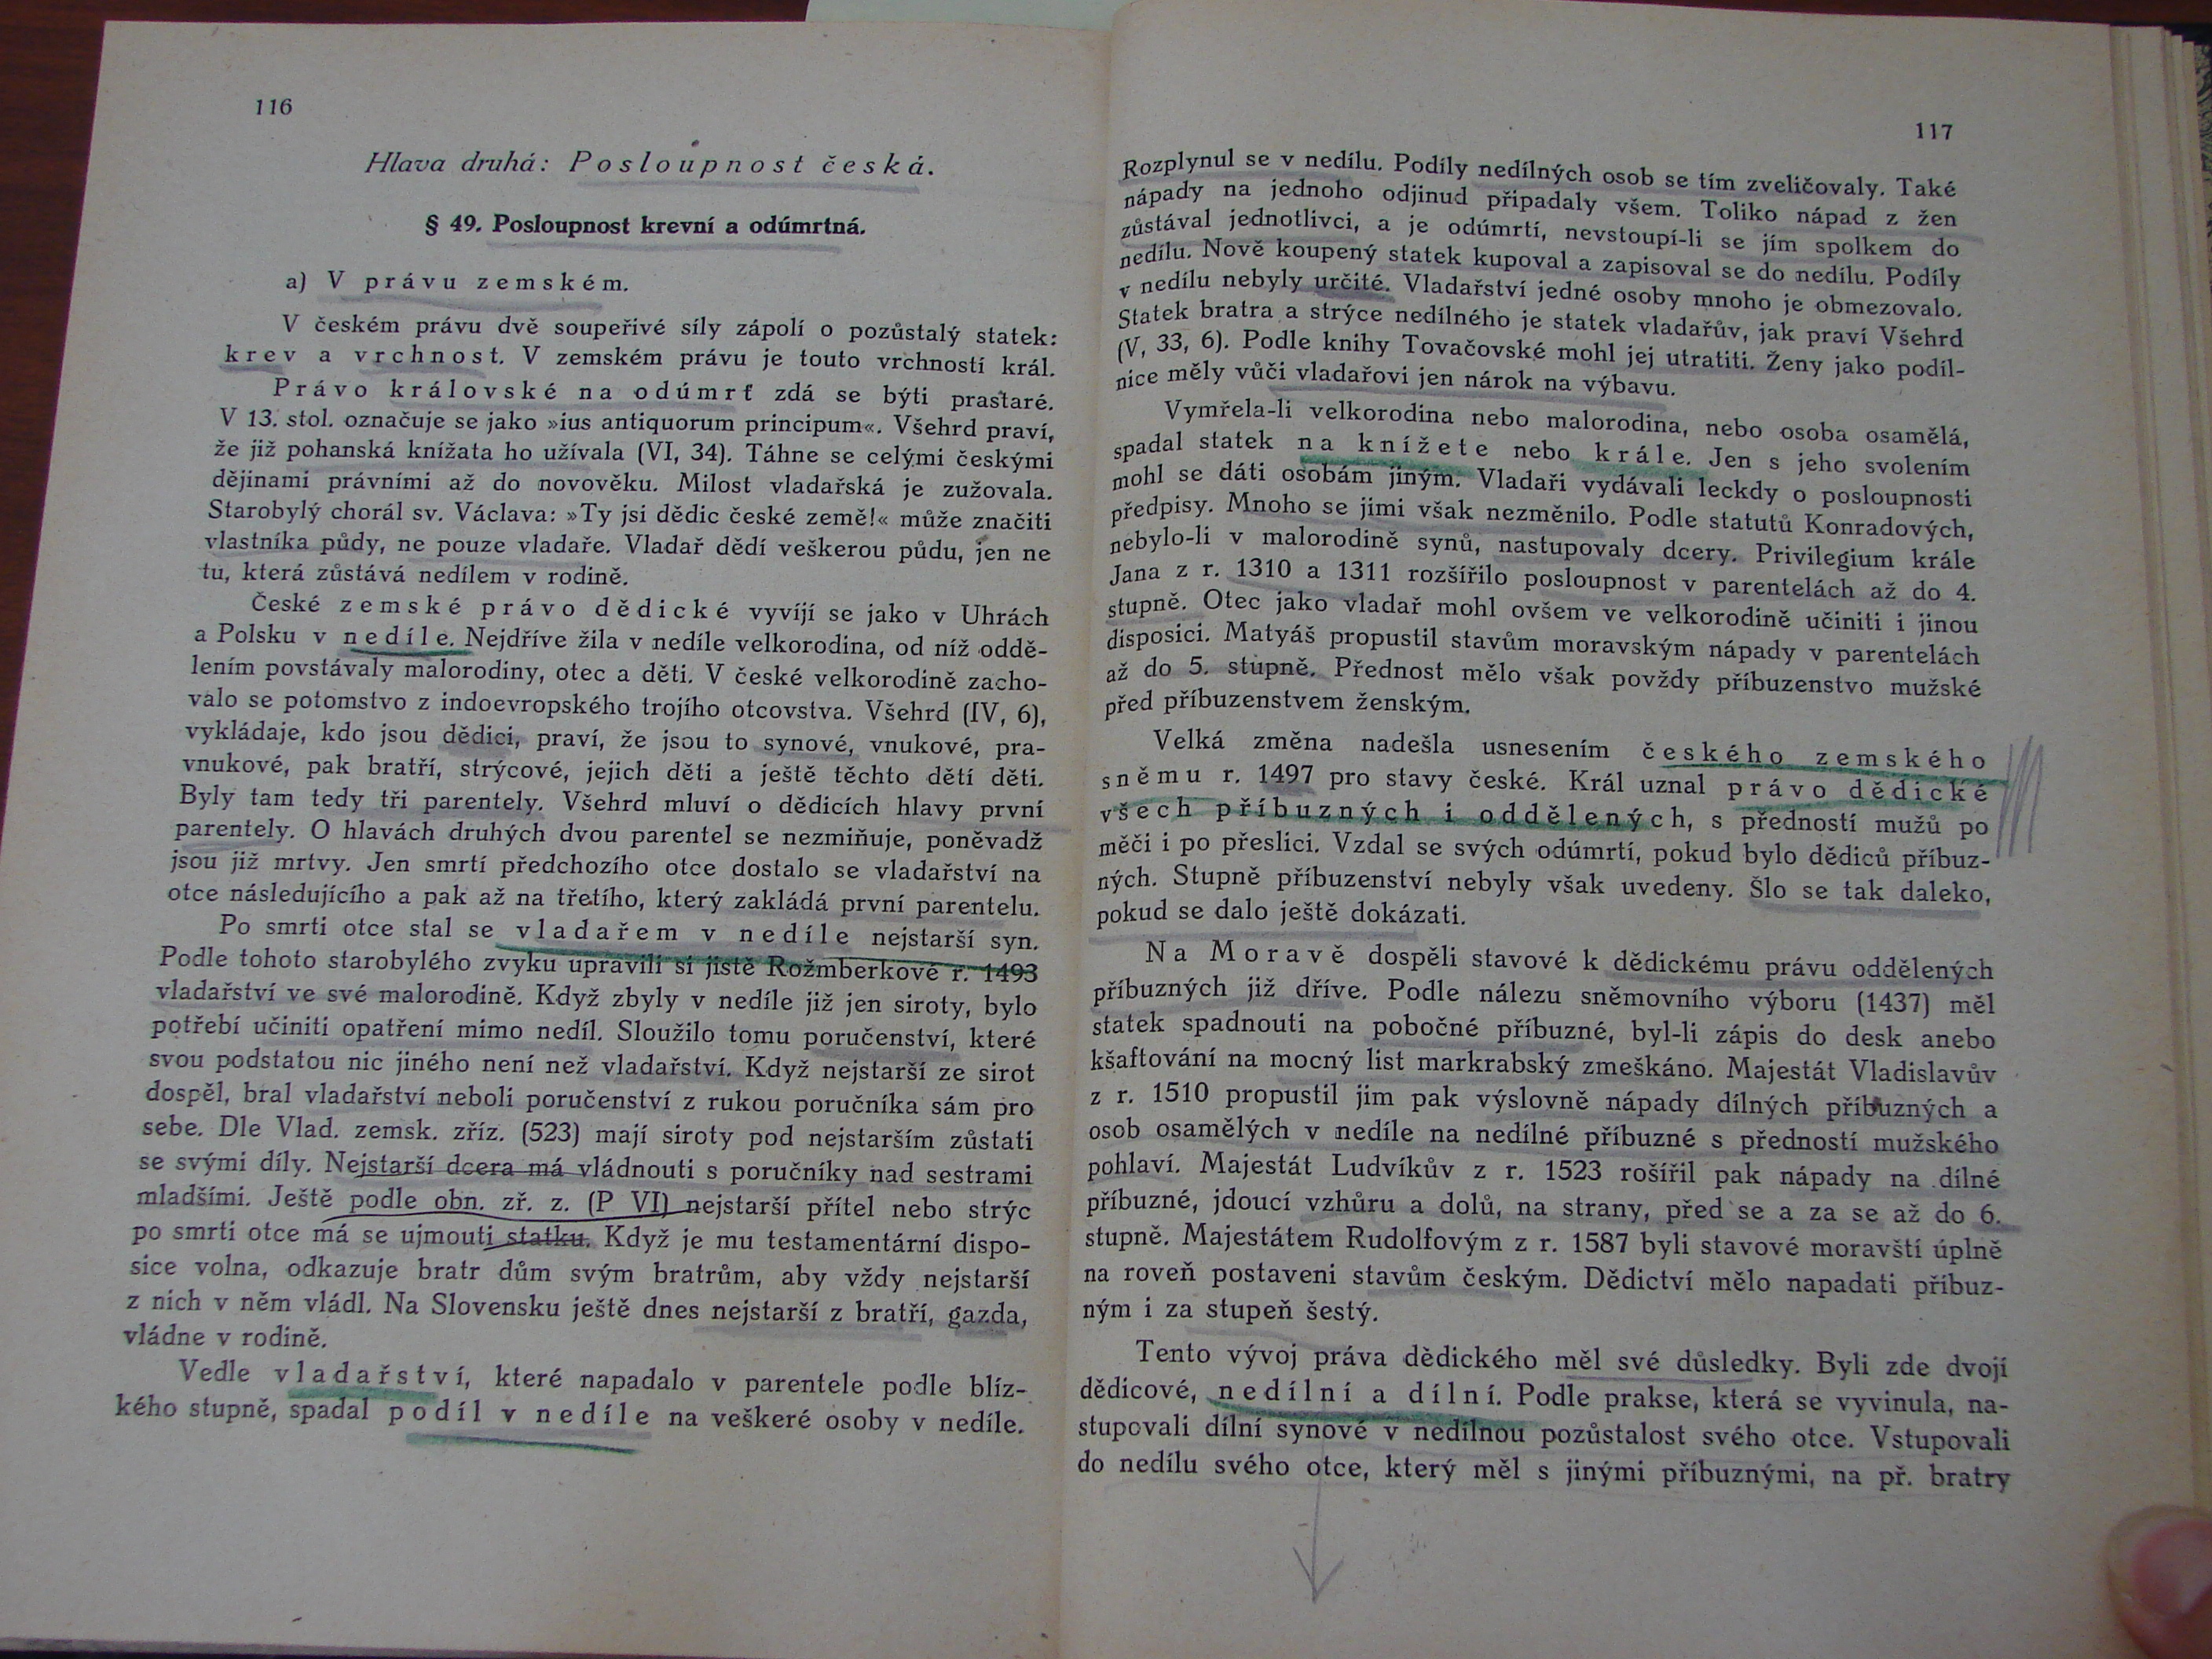 116
Hlava druhá: Posloupnost česká.
§ 49. Posloupnost krevní a odúmrtná.
a) V právu zemském.
V českém právu dvě soupeřivé síly zápolí o pozůstalý statek:
krev a vrchnost. V zemském právu je touto vrchností král.
Právo královské na odúmrť zdá se býti prastaré.
V 13. stol. označuje se jako »ius antiquorum principum«. Všehrd praví,
že již pohanská knížata ho užívala (VI, 34). Táhne se celými českými
dějinami právními až do novověku. Milost vladařská je zužovala.
Starobylý chorál sv. Václava: »Ty jsi dědic české země!« může značiti
vlastníka půdy, ne pouze vladaře. Vladař dědí veškerou půdu, jen ne
tu, která zůstává nedílem v rodině.
České zemské právo dědické vyvíjí se jako v Uhrách
a Polsku v nedíle. Nejdříve žila v nedíle velkorodina, od níž oddě-
lením povstávaly malorodiny, otec a děti. V české velkorodině zacho-
valo se potomstvo z indoevropského trojího otcovstva. Všehrd (IV, 6),
vykládaje, kdo jsou dědici, praví, že jsou to synové, vnukové, pra-
vnukové, pak bratří, strýcové, jejich děti a ještě těchto dětí děti.
Byly tam tedy tři parentely. Všehrd mluví o dědicích hlavy první
parentely. O hlavách druhých dvou parentel se nezmiňuje, poněvadž
jsou již mrtvy. Jen smrtí předchozího otce dostalo se vladařství na
otce následujícího a pak až na třetího, který zakládá první parentelu.
Po smrti otce stal se vladařem v nedíle nejstarší syn.
Podle tohoto starobylého zvyku upravili si jistě Rožmberkové r. 1493
vladařství ve své malorodině. Když zbyly v nedíle již jen siroty, bylo
potřebí učiniti opatření mimo nedíl. Sloužilo tomu poručenství, které
svou podstatou nic jiného není než vladařství. Když nejstarší ze sirot
dospěl, bral vladařství neboli poručenství z rukou poručníka sám pro
sebe. Dle Vlad. zemsk. zříz. (523) mají siroty pod nejstarším zůstati
se svými díly. Nejstarší dcera má vládnouti s poručníky nad sestrami
mladšími. Ještě podle obn. zř. z. (P VI) nejstarší přítel nebo strýc
po smrti otce má se ujmouti statku. Když je mu testamentární dispo-
sice volna, odkazuje bratr dům svým bratrům, aby vždy nejstarší
z nich v něm vládl. Na Slovensku ještě dnes nejstarší z bratří, gazda,
vládne v rodině.
Vedle vladařství, které napadalo v parentele podle blíz-
kého stupně, spadal podíl v nedíle na veškeré osoby v nedíle.
117
Rozplynul se v nedílu. Podíly nedílných osob se tím zveličovaly. Také
nápady na jednoho odjinud připadaly všem. Toliko nápad z žen
zůstával jednotlivci, a je odúmrtí, nevstoupí-li se jím spolkem do
nedílu. Nově koupený statek kupoval a zapisoval se do nedílu. Podíly
v nedílu nebyly určité. Vladařství jedné osoby mnoho je obmezovalo.
Statek bratra a strýce nedílného je statek vladařův, jak praví Všehrd
(V, 33, 6). Podle knihy Tovačovské mohl jej utratiti. Ženy jako podíl-
nice měly vůči vladařovi jen nárok na výbavu.
Vymřela-li velkorodina nebo malorodina, nebo osoba osamělá,
spadal statek na knížete nebo krále. Jen s jeho svolením
mohl se dáti osobám jiným. Vladaři vydávali leckdy o posloupnosti
předpisy. Mnoho se jimi však nezměnilo. Podle statutů Konradových,
nebylo-li v malorodině synů, nastupovaly dcery. Privilegium krále
Jana z r. 1310 a 1311 rozšířilo posloupnost v parentelách až do 4.
stupně. Otec jako vladař mohl ovšem ve velkorodině učiniti i jinou
disposici. Matyáš propustil stavům moravským nápady v parentelách
až do 5. stupně. Přednost mělo však povždy příbuzenstvo mužské
před příbuzenstvem ženským.
Velká změna nadešla usnesením českého zemského
sněmu r. 1497 pro stavy české. Král uznal právo dědické
všech příbuzných i oddělených, s předností mužů po
měči i po přeslici. Vzdal se svých odúmrtí, pokud bylo dědiců příbuz-
ných. Stupně příbuzenství nebyly však uvedeny. Šlo se tak daleko,
pokud se dalo ještě dokázati.
Na Moravě dospěli stavové k dědickému právu oddělených
příbuzných již dříve. Podle nálezu sněmovního výboru (1437) měl
statek spadnouti na pobočné příbuzné, byl-li zápis do desk anebo
kšaftování na mocný list markrabský zmeškáno. Majestát Vladislavův
z r. 1510 propustil jim pak výslovně nápady dílných příbuzných a
osob osamělých v nedíle na nedílné příbuzné s předností mužského
pohlaví. Majestát Ludvíkův z r. 1523 rošířil pak nápady na dílné
příbuzné, jdoucí vzhůru a dolů, na strany, před se a za se až do 6.
stupně. Majestátem Rudolfovým z r. 1587 byli stavové moravští úplně
na roveň postaveni stavům českým. Dědictví mělo napadati příbuz-
ným i za stupeň šestý.
Tento vývoj práva dědického měl své důsledky. Byli zde dvojí
dědicové, nedílní a dílní. Podle prakse, která se vyvinula, na-
stupovali dílní synové v nedílnou pozůstalost svého otce. Vstupovali
do nedílu svého otce, který měl s jinými příbuznými, na př. bratry